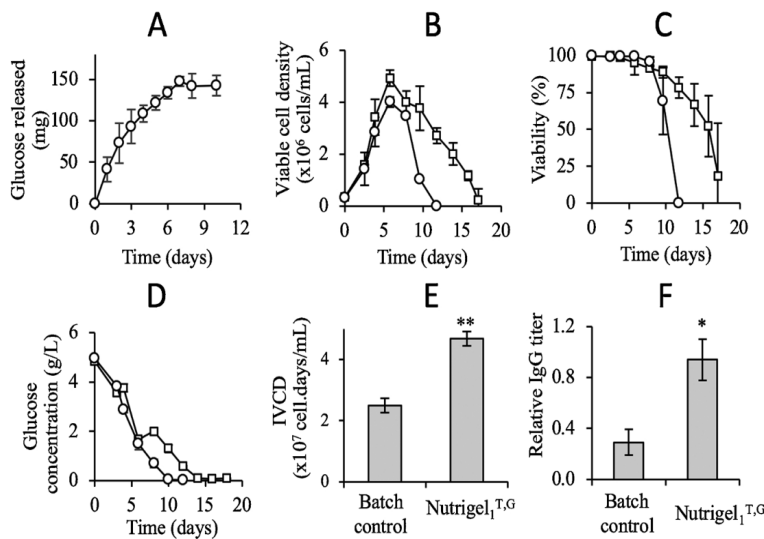 A
Glucose released
(mg)
150
100
50
0
0 3 6 9 12
Time (days)
B
Viable cell density
(x10⁶ cells/mL)
6
4
2
0
0 5 10 15 20
Time (days)
C
Viability (%)
100
75
50
25
0
0 5 10 15 20
Time (days)
D
Glucose
concentration (g/L)
6
4
2
0
0 5 10 15 20
Time (days)
E
IVCD
(x10⁷ cell.days/mL)
4
2
0
**
Batch
control
Nutrigel₁ᵀ,ᴳ
F
Relative IgG titer
1.2
0.8
0.4
0.0
*
Batch
control
Nutrigel₁ᵀ,ᴳ